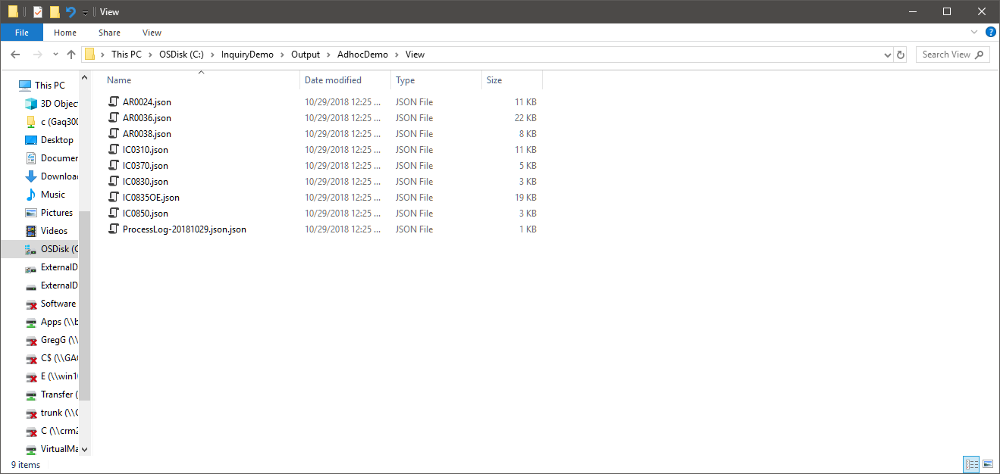 View
File Home Share View
This PC OSDisk (C:) InquiryDemo Output AdhocDemo View Search View
Name Date modified Type Size
AR0024.json 10/29/2018 12:25 ... JSON File 11 KB
AR0036.json 10/29/2018 12:25 ... JSON File 22 KB
AR0038.json 10/29/2018 12:25 ... JSON File 8 KB
IC0310.json 10/29/2018 12:25 ... JSON File 11 KB
IC0370.json 10/29/2018 12:25 ... JSON File 5 KB
IC0830.json 10/29/2018 12:25 ... JSON File 3 KB
IC0835OE.json 10/29/2018 12:25 ... JSON File 19 KB
IC0850.json 10/29/2018 12:25 ... JSON File 3 KB
ProcessLog-20181029.json.json 10/29/2018 12:25 ... JSON File 1 KB
This PC
3D Objec
c (Gaq300
Desktop
Documen
Downloa
Music
Pictures
Videos
OSDisk (C
ExternalD
ExternalD
Software
Apps (\\b
GregG (\\
C$ (\\GA
E (\\win1
Transfer (
trunk (\\
C (\\crm2
VirtualMa
9 items